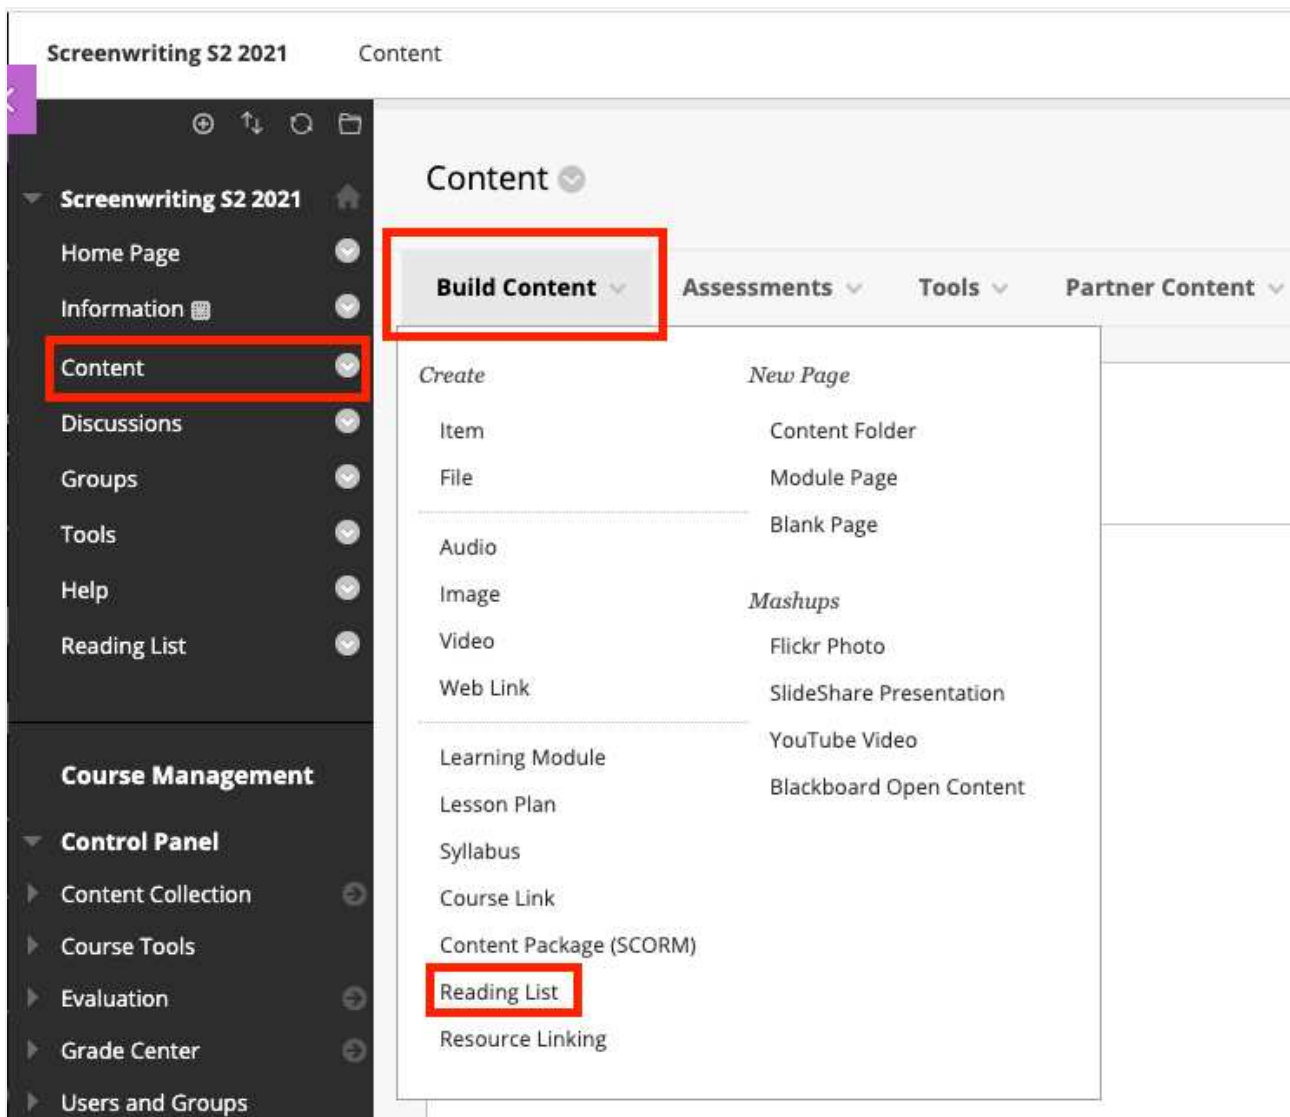 Screenwriting S2 2021
Content
Screenwriting S2 2021
Home Page
Information
Content
Discussions
Groups
Tools
Help
Reading List
Course Management
Control Panel
Content Collection
Course Tools
Evaluation
Grade Center
Users and Groups
Content
Build Content
Assessments
Tools
Partner Content
Create
Item
File
Audio
Image
Video
Web Link
Learning Module
Lesson Plan
Syllabus
Course Link
Content Package (SCORM)
Reading List
Resource Linking
New Page
Content Folder
Module Page
Blank Page
Mashups
Flickr Photo
SlideShare Presentation
YouTube Video
Blackboard Open Content